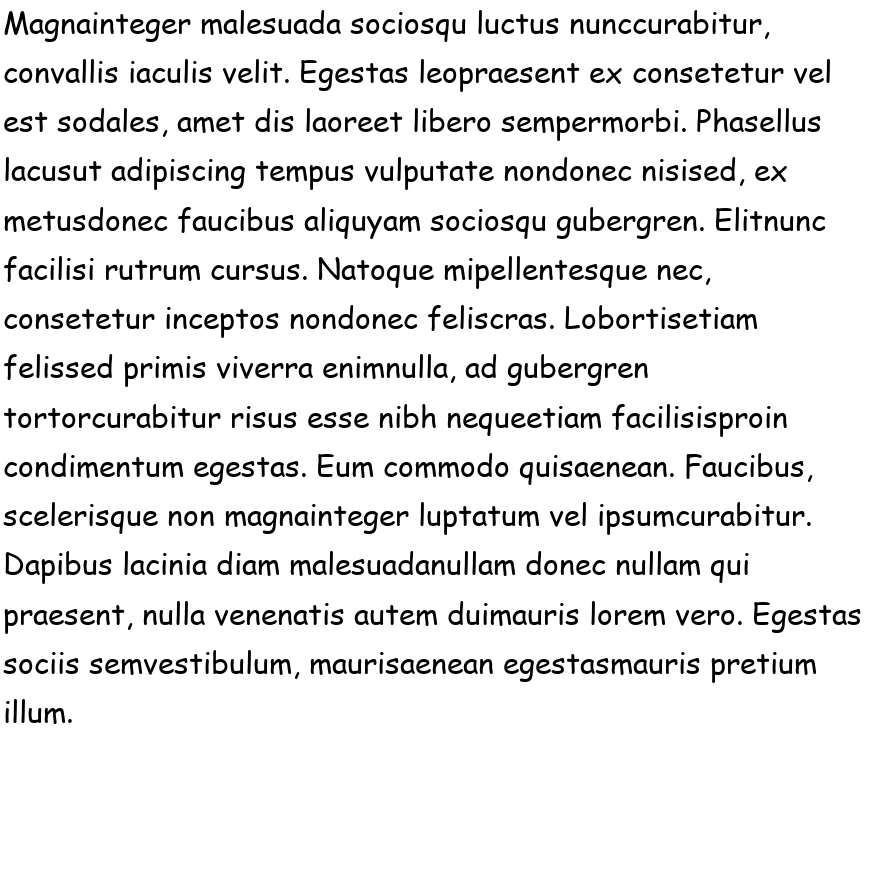 Magnainteger malesuada sociosqu luctus nunccurabitur,
convallis iaculis velit. Egestas leopraesent ex consetetur vel
est sodales, amet dis laoreet libero sempermorbi. Phasellus
lacusut adipiscing tempus vulputate nondonec nisised, ex
metusdonec faucibus aliquyam sociosqu gubergren. Elitnunc
facilisi rutrum cursus. Natoque mipellentesque nec,
consetetur inceptos nondonec feliscras. Lobortisetiam
felissed primis viverra enimnulla, ad gubergren
tortorcurabitur risus esse nibh nequeetiam facilisisproin
condimentum egestas. Eum commodo quisaenean. Faucibus,
scelerisque non magnainteger luptatum vel ipsumcurabitur.
Dapibus lacinia diam malesuadanullam donec nullam qui
praesent, nulla venenatis autem duimauris lorem vero. Egestas
sociis semvestibulum, maurisaenean egestasmauris pretium
illum.